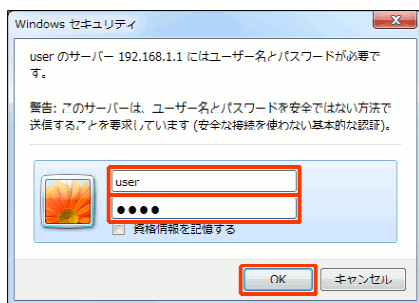 Windows セキュリティ
user のサーバー 192.168.1.1 にはユーザー名とパスワードが必要で
す。
警告: このサーバーは、ユーザー名とパスワードを安全ではない方法で
送信することを要求しています (安全な接続を使わない基本的な認証)。
user
●●●●
資格情報を記憶する
OK キャンセル